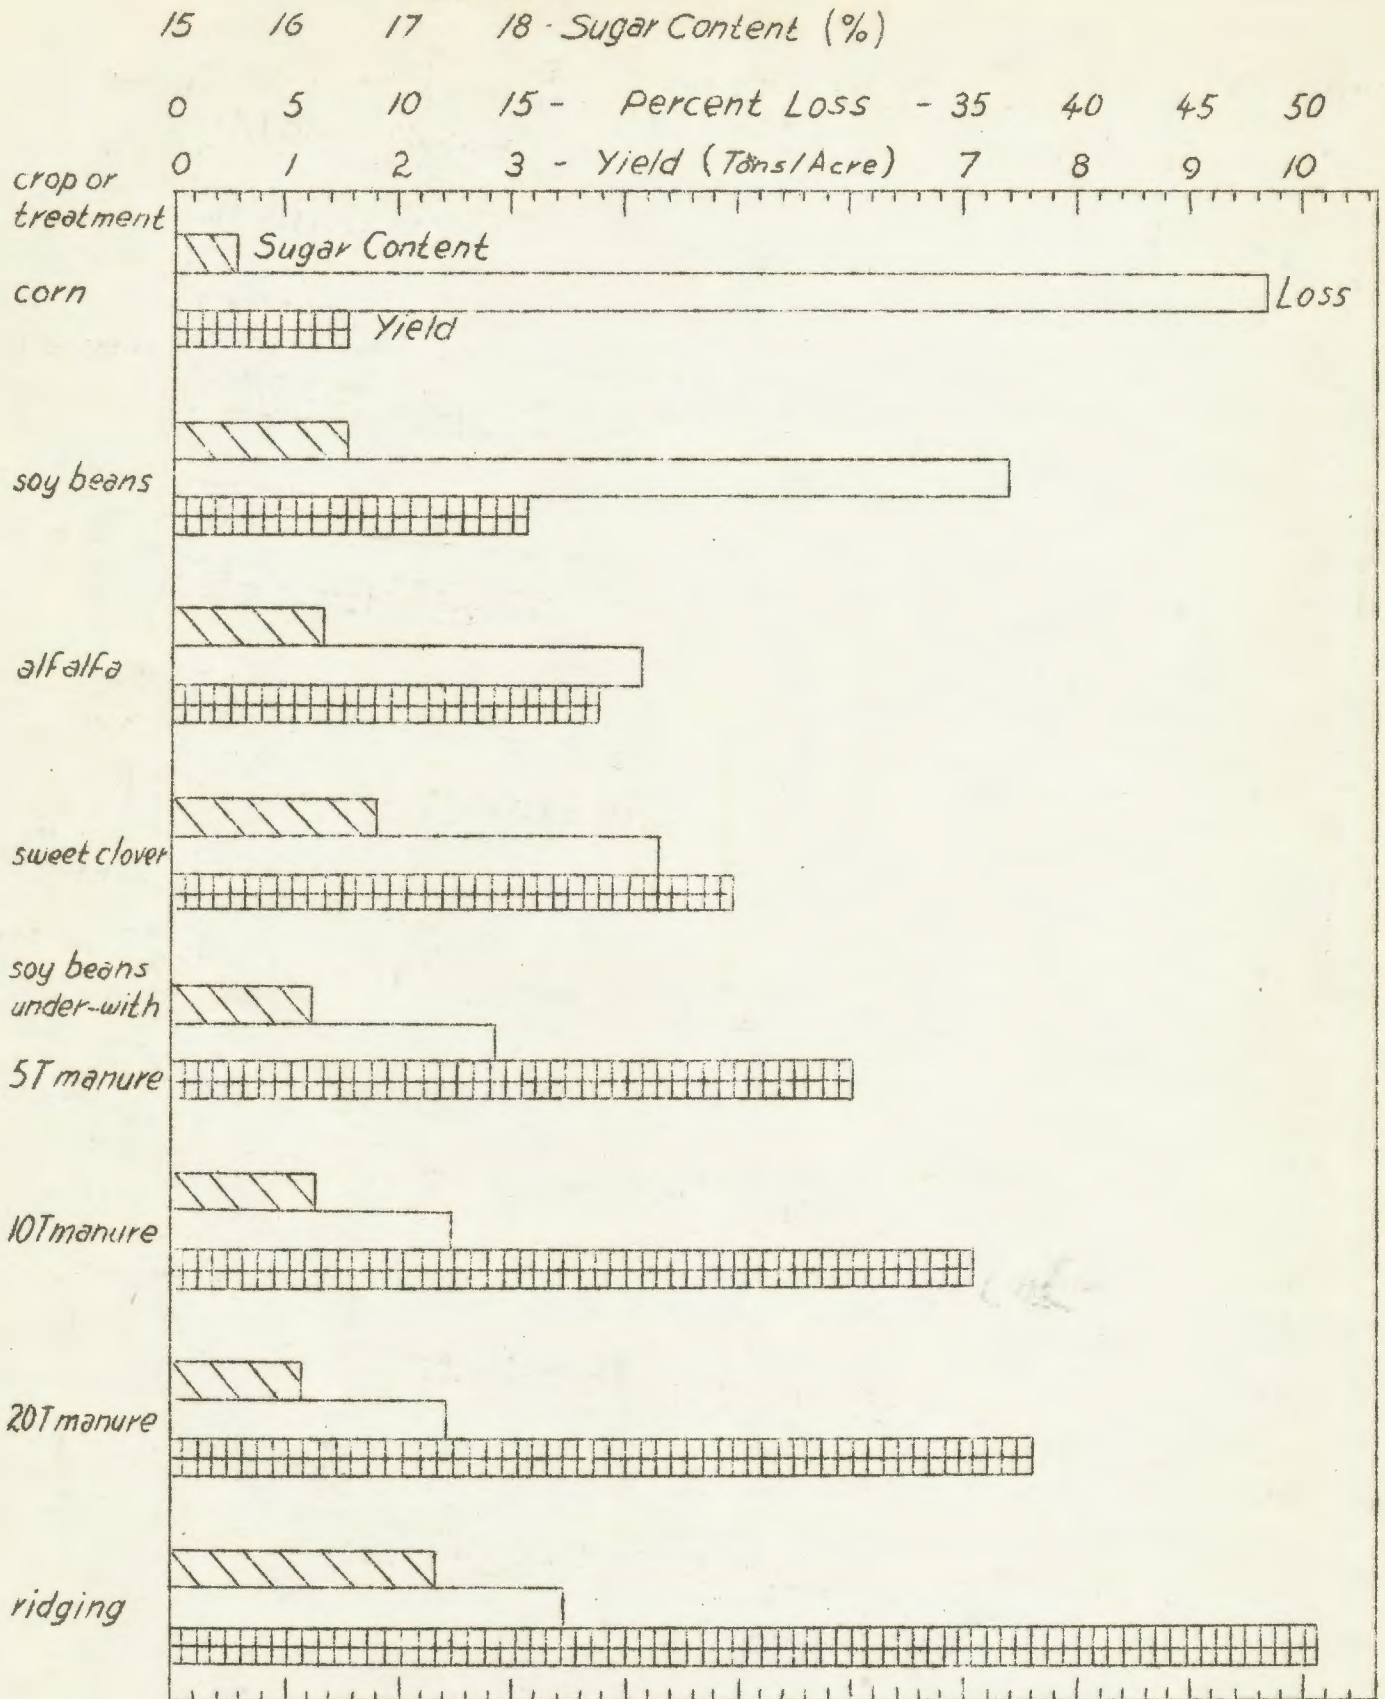 15 16 17 18 - Sugar Content (%)
0 5 10 15 - Percent Loss - 35 40 45 50
0 1 2 3 - Yield (Tons/Acre) 7 8 9 10
crop or
treatment
Sugar Content
corn
Loss
Yield
soy beans
alfalfa
sweet clover
soy beans
under-with
5T manure
10T manure
20T manure
ridging